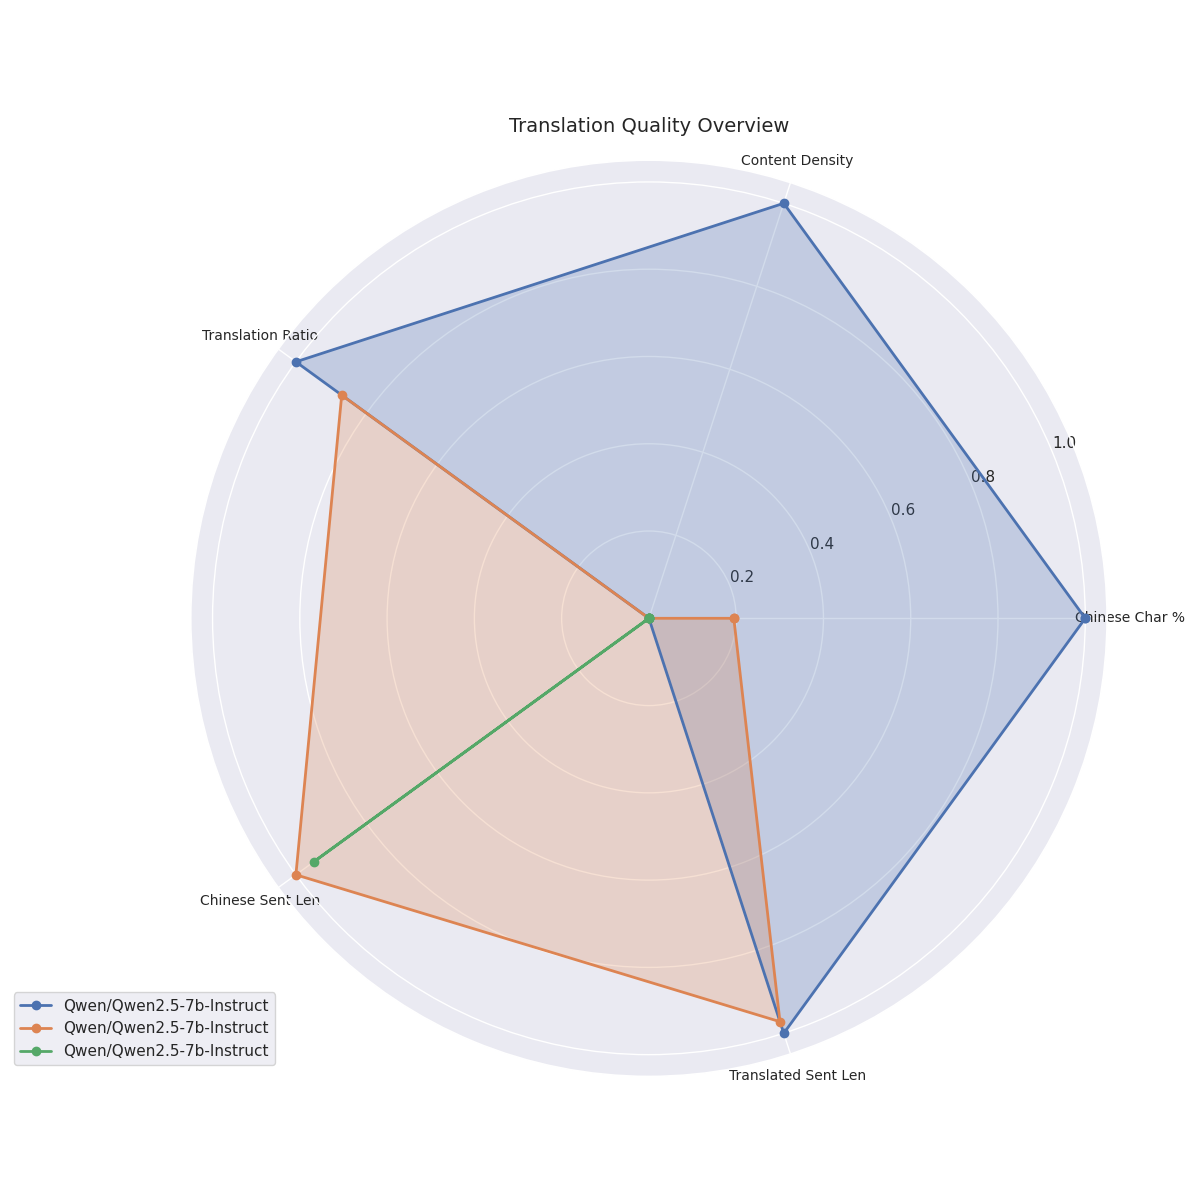 Translation Quality Overview
Content Density
Translation Ratio
1.0
0.8
0.6
0.4
0.2
Chinese Char %
Chinese Sent Len
Translated Sent Len
Qwen/Qwen2.5-7b-Instruct
Qwen/Qwen2.5-7b-Instruct
Qwen/Qwen2.5-7b-Instruct